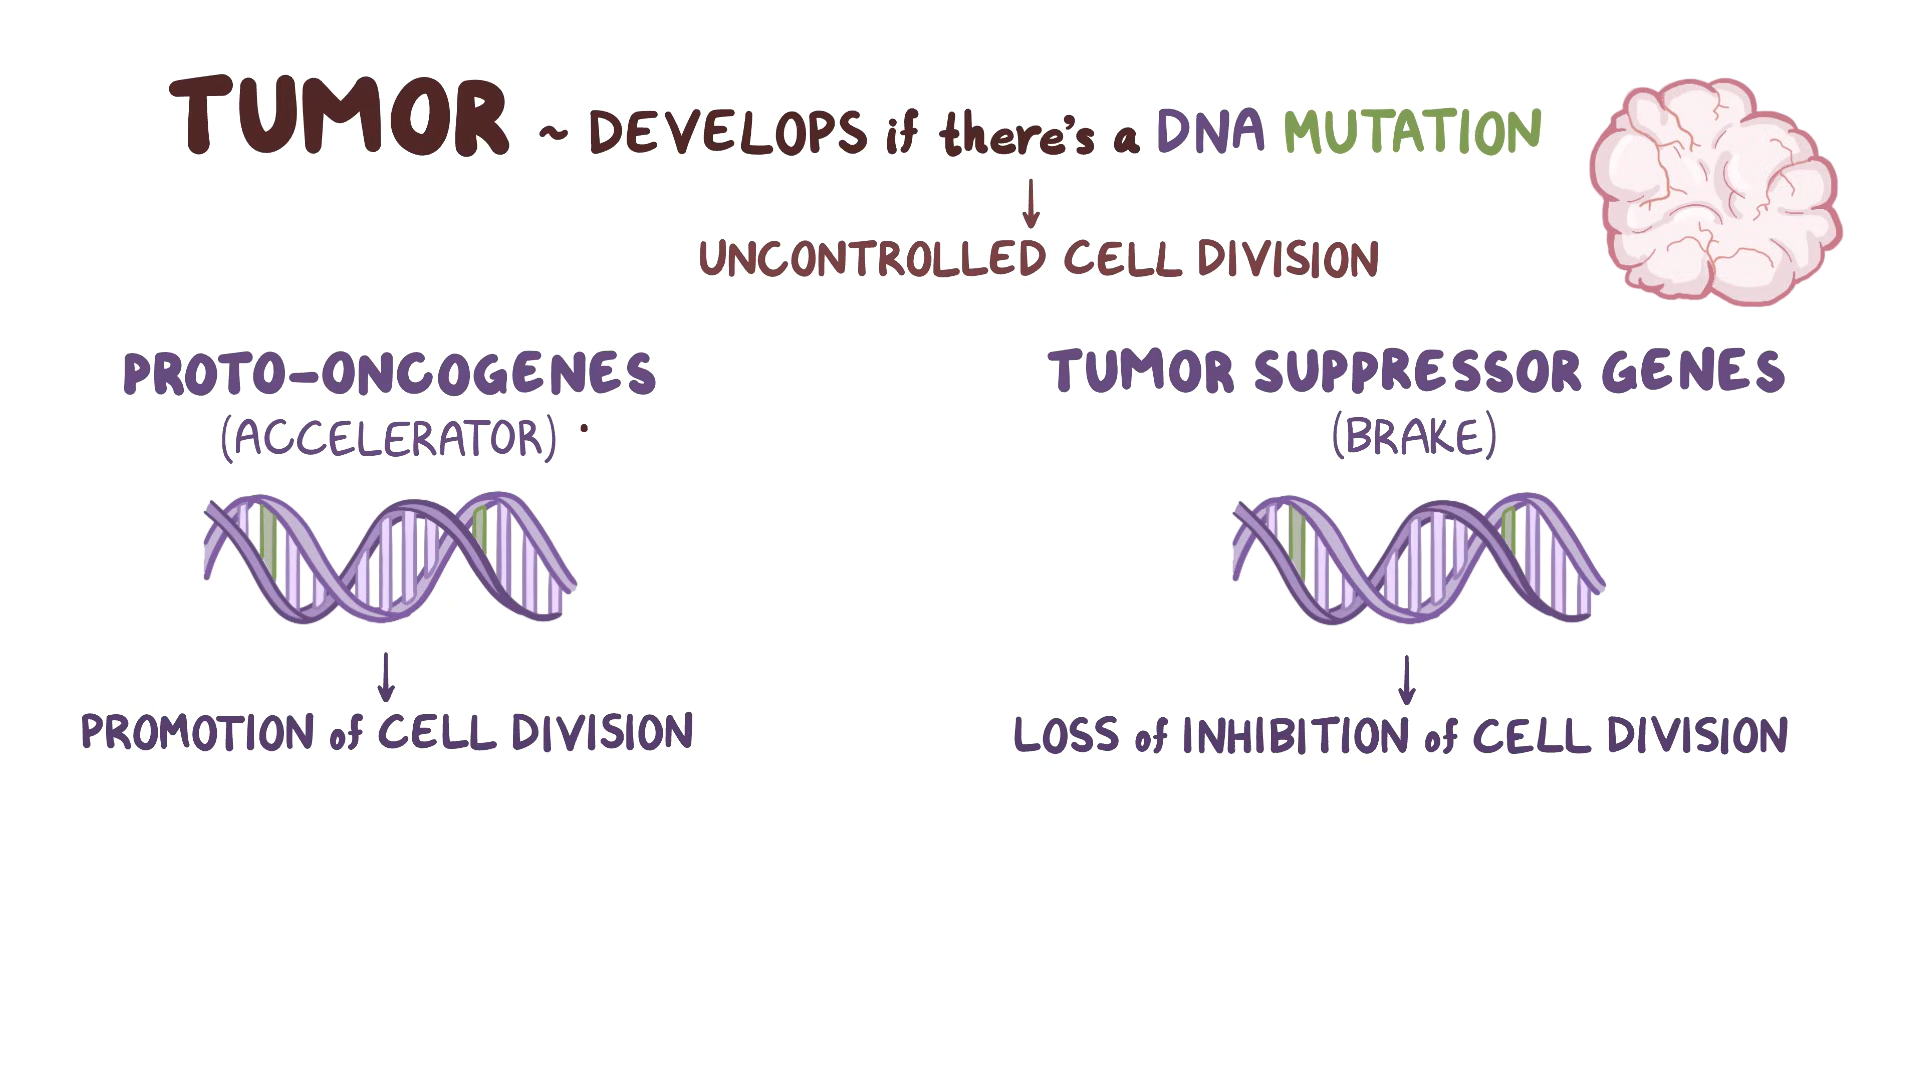 TUMOR ~ DEVELOPS if there's a DNA MUTATION
UNCONTROLLED CELL DIVISION
PROTO-ONCOGENES
(ACCELERATOR)
TUMOR SUPPRESSOR GENES
(BRAKE)
PROMOTION of CELL DIVISION
LOSS of INHIBITION of CELL DIVISION